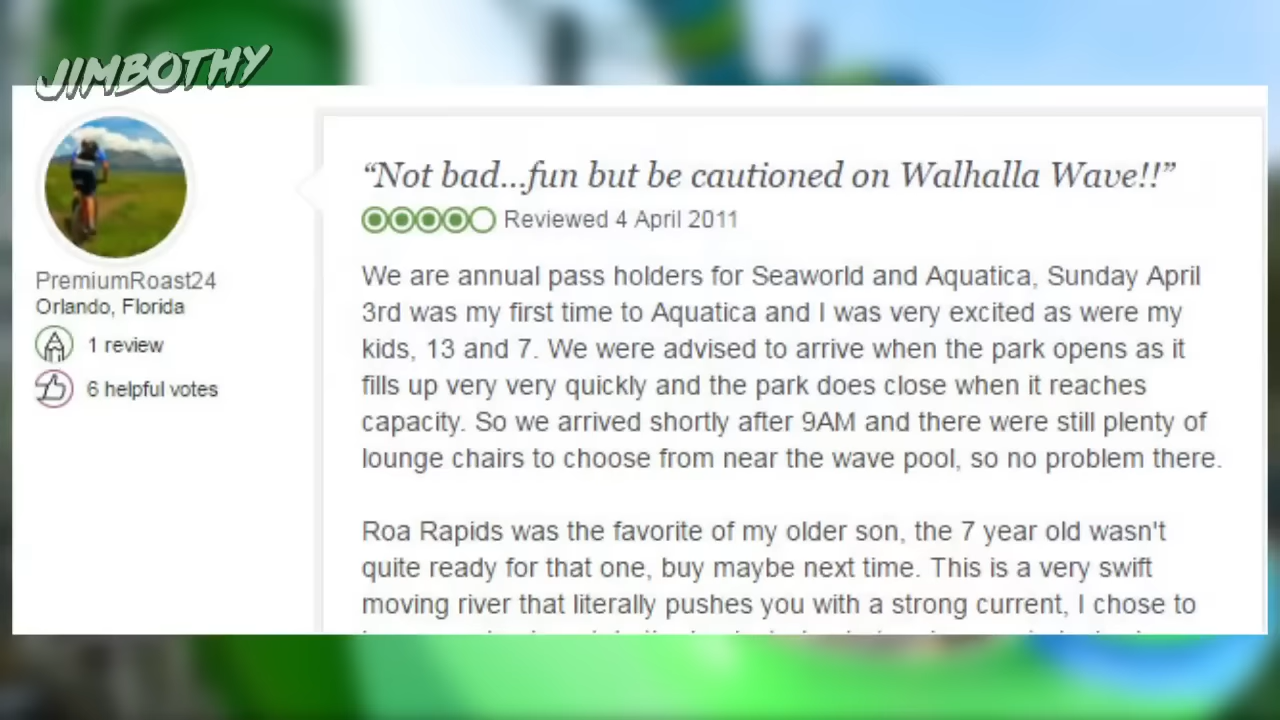 JIMBOTHY
“Not bad...fun but be cautioned on Walhalla Wave!!”
Reviewed 4 April 2011
PremiumRoast24
Orlando, Florida
1 review
6 helpful votes
We are annual pass holders for Seaworld and Aquatica, Sunday April
3rd was my first time to Aquatica and I was very excited as were my
kids, 13 and 7. We were advised to arrive when the park opens as it
fills up very very quickly and the park does close when it reaches
capacity. So we arrived shortly after 9AM and there were still plenty of
lounge chairs to choose from near the wave pool, so no problem there.
Roa Rapids was the favorite of my older son, the 7 year old wasn't
quite ready for that one, buy maybe next time. This is a very swift
moving river that literally pushes you with a strong current, I chose to